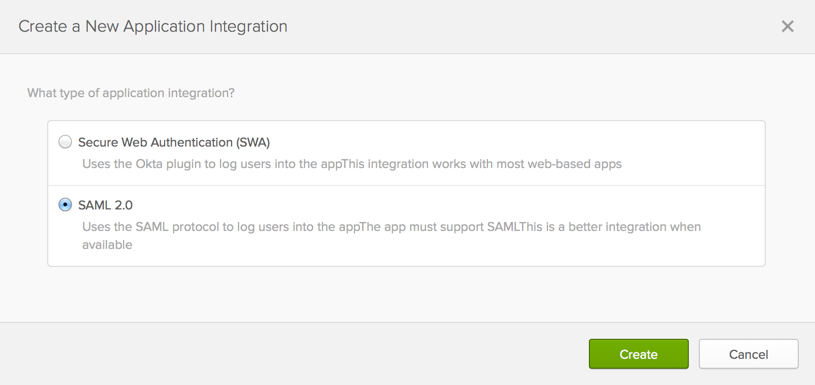 Create a New Application Integration
What type of application integration?
Secure Web Authentication (SWA)
Uses the Okta plugin to log users into the appThis integration works with most web-based apps
SAML 2.0
Uses the SAML protocol to log users into the appThe app must support SAMLThis is a better integration when
available
Create
Cancel